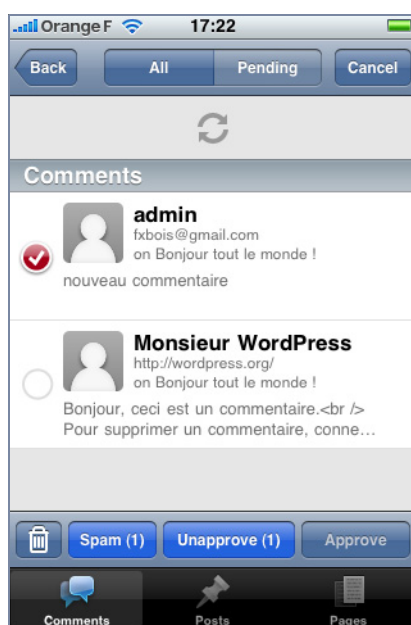 Orange F 17:22
Back All Pending Cancel
Comments
admin
fxbois@gmail.com
on Bonjour tout le monde !
nouveau commentaire
Monsieur WordPress
http://wordpress.org/
on Bonjour tout le monde !
Bonjour, ceci est un commentaire.<br />
Pour supprimer un commentaire, conne...
Spam (1) Unapprove (1) Approve
Comments Posts Pages